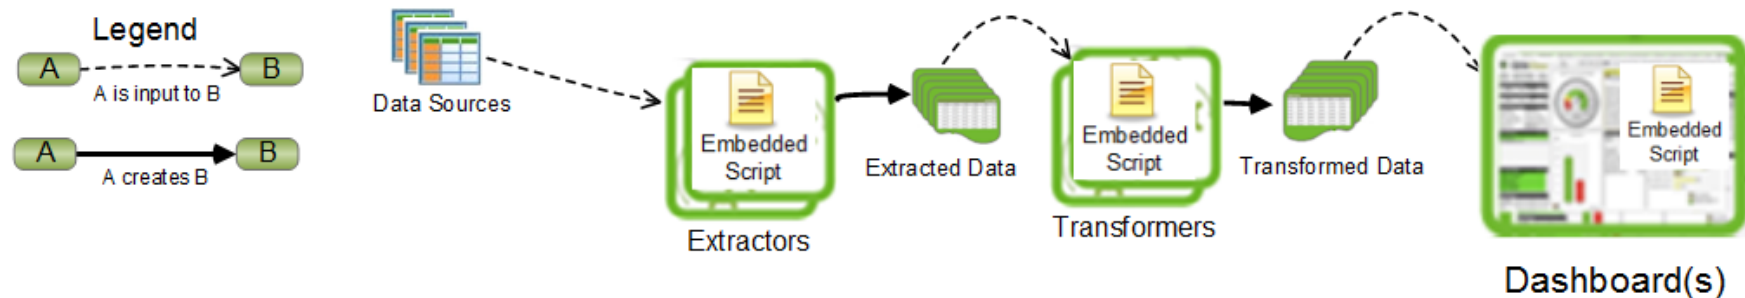 Legend
A
B
A is input to B
A
B
A creates B
Data Sources
Embedded
Script
Extractors
Extracted Data
Embedded
Script
Transformers
Transformed Data
Embedded
Script
Dashboard(s)